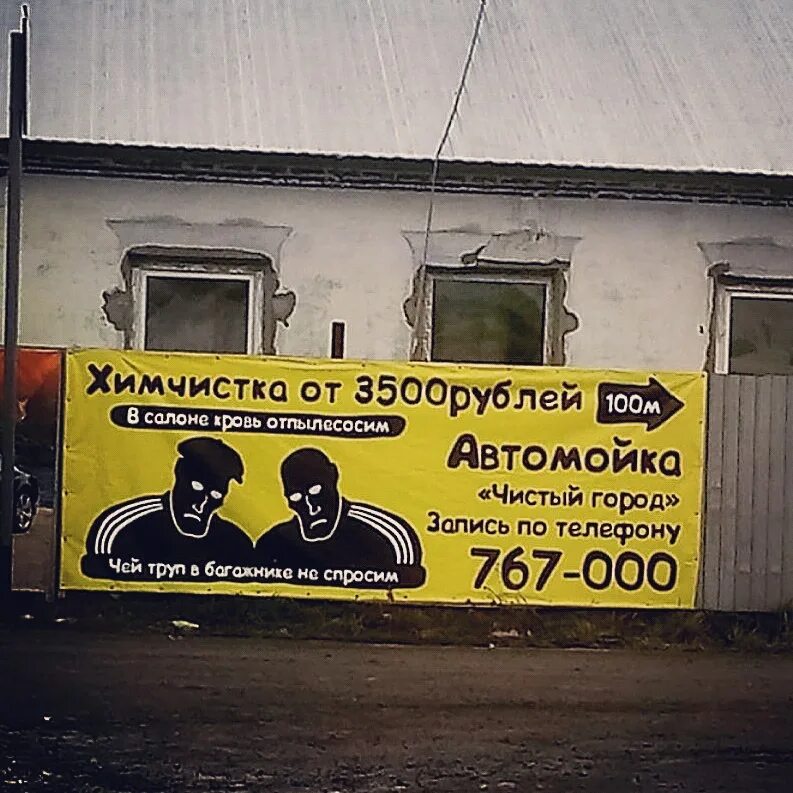 Химчистка от 3500рублей
100м
В салоне кровь отпылесосим
Автомойка
«Чистый город»
Запись по телефону
767-000
Чей труп в багажнике не спросим